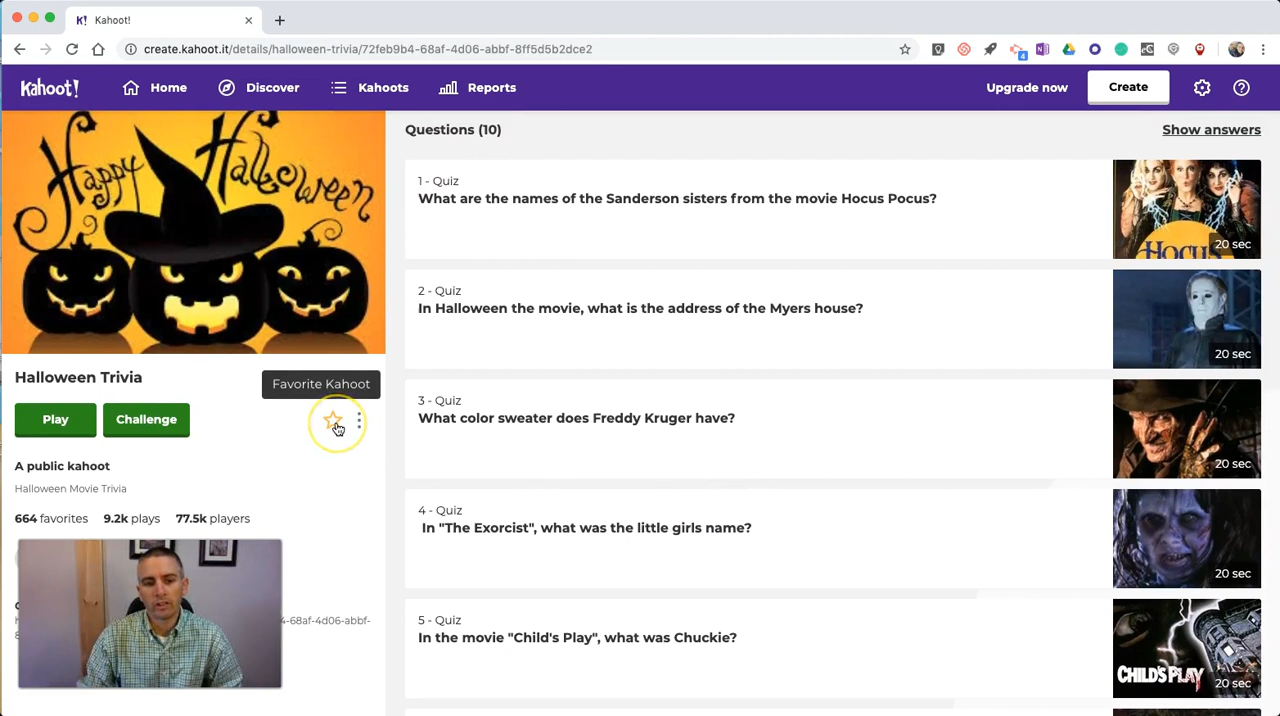 Kahoot!
create.kahoot.it/details/halloween-trivia/72feb9b4-68af-4d06-abbf-8ff5d5b2dce2
4
Kahoot!
Home
Discover
Kahoots
Reports
Upgrade now
Create
Happy Halloween
Halloween Trivia
Favorite Kahoot
Play
Challenge
A public kahoot
Halloween Movie Trivia
664 favorites 9.2k plays 77.5k players
4-68af-4d06-abbf-
Questions (10)
Show answers
1 - Quiz
What are the names of the Sanderson sisters from the movie Hocus Pocus?
HOCUS
20 sec
2 - Quiz
In Halloween the movie, what is the address of the Myers house?
20 sec
3 - Quiz
What color sweater does Freddy Kruger have?
20 sec
4 - Quiz
In "The Exorcist", what was the little girls name?
20 sec
5 - Quiz
In the movie "Child's Play", what was Chuckie?
CHILD'S PLAY
20 sec